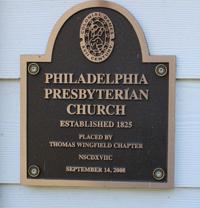 PHILADELPHIA
PRESBYTERIAN
CHURCH
ESTABLISHED 1825
PLACED BY
THOMAS WINGFIELD CHAPTER
NSCDXVIIC
SEPTEMBER 14, 2008